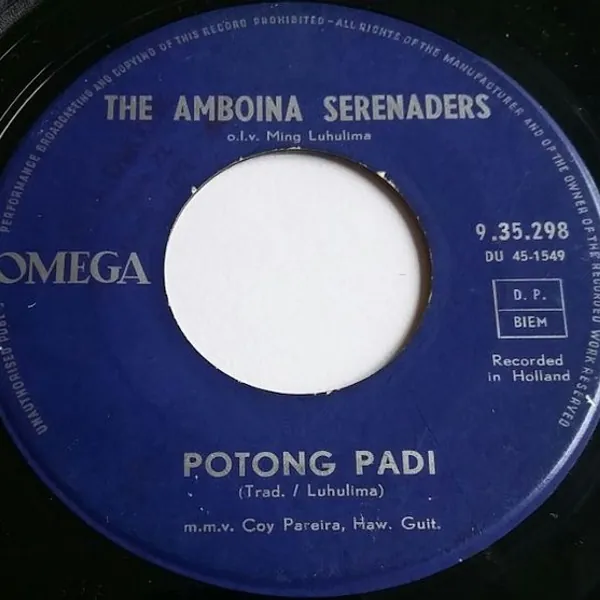 UNAUTHORISED PUBLIC PERFORMANCE BROADCASTING AND COPYING OF THIS RECORD PROHIBITED - ALL RIGHTS OF THE MANUFACTURER AND OF THE OWNER OF THE RECORDED WORK RESERVED
THE AMBOINA SERENADERS
o.l.v. Ming Luhulima
OMEGA
9.35.298
DU 45-1549
D. P.
BIEM
Recorded
in Holland
POTONG PADI
(Trad. / Luhulima)
m.m.v. Coy Pareira, Haw. Guit.